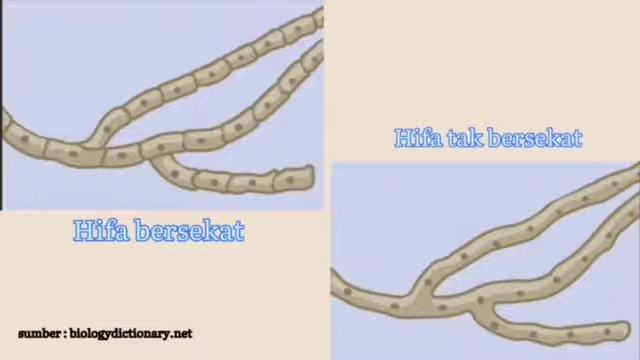 Hifa tak bersekat
Hifa bersekat
sumber : biologydictionary.net